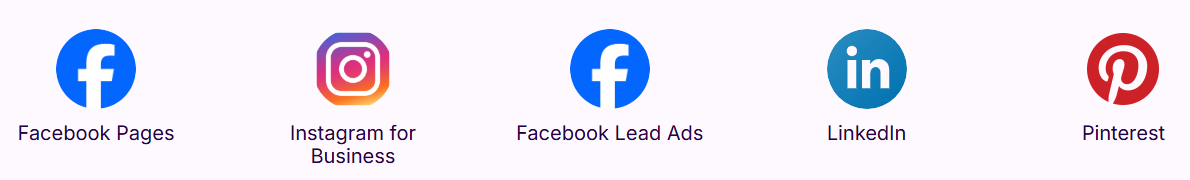 Facebook Pages
Instagram for
Business
Facebook Lead Ads
LinkedIn
Pinterest